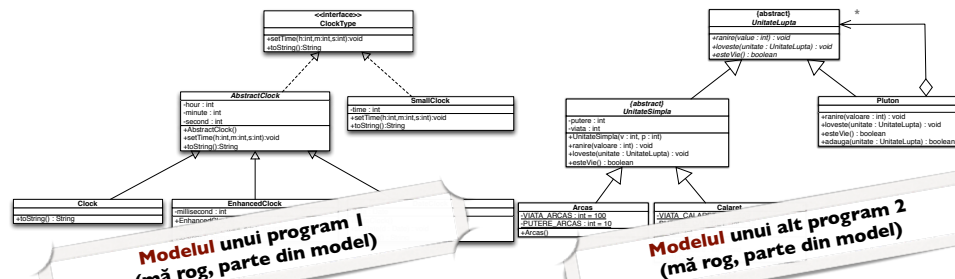 <<interface>>
ClockType
+setTime(h:int,m:int,s:int):void
+toString():String
AbstractClock
-hour : int
-minute : int
-second : int
+AbstractClock()
+setTime(h:int,m:int,s:int):void
+toString():String
SmallClock
-time : int
+setTime(h:int,m:int,s:int):void
+toString():String
Clock
+toString() : String
EnhancedClock
-millisecond : int
Modelul unui program 1
(mă rog, parte din model)
{abstract}
UnitateLupta
+ranire(value : int) : void
+loveste(unitate : UnitateLupta) : void
+esteVie() : boolean
*
{abstract}
UnitateSimpla
-putere : int
-viata : int
+UnitateSimpla(v : int, p : int)
+ranire(valoare : int) : void
+loveste(unitate : UnitateLupta) : void
+esteVie() : boolean
Pluton
+ranire(valoare : int) : void
+loveste(unitate : UnitateLupta) : void
+esteVie() : boolean
+adauga(unitate : UnitateLupta) : boolean
Arcas
-VIATA_ARCAS : int = 100
-PUTERE_ARCAS : int = 10
+Arcas()
Calaret
Modelul unui alt program 2
(mă rog, parte din model)